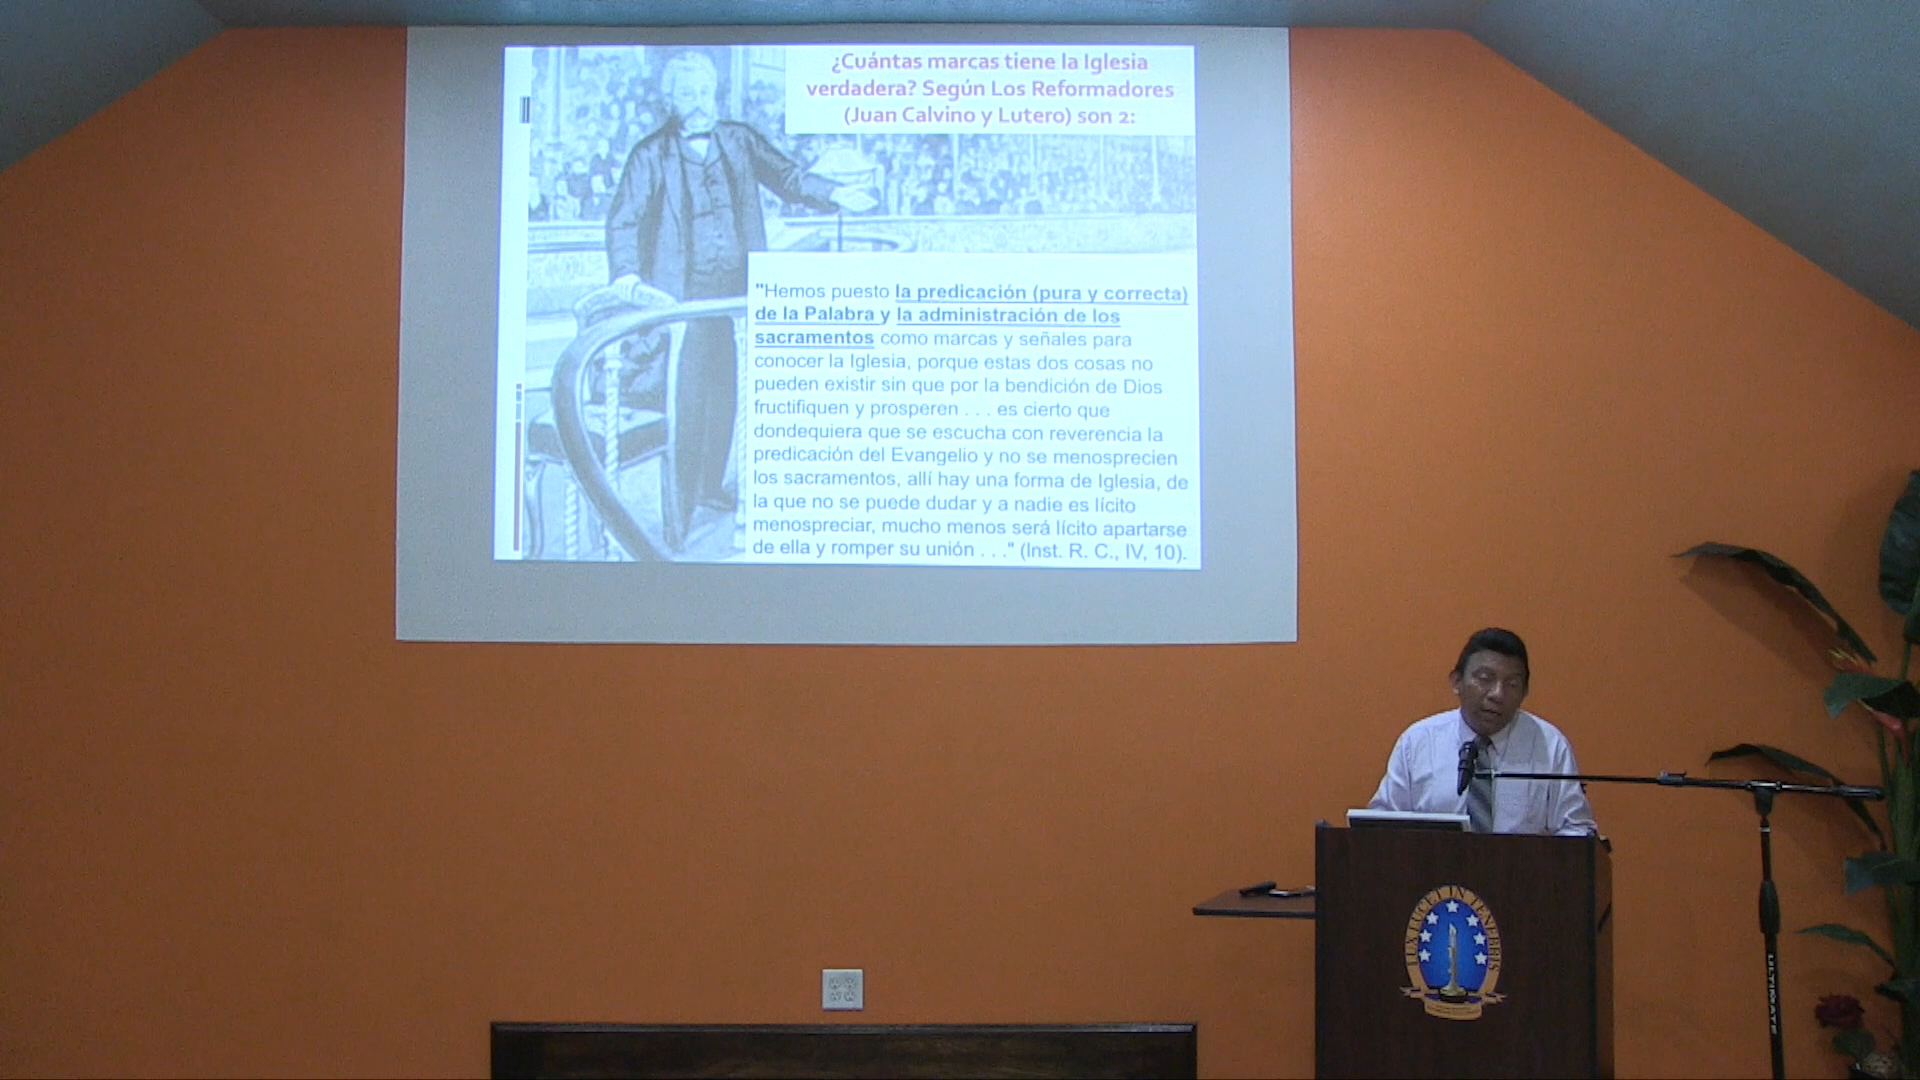 ¿Cuántas marcas tiene la Iglesia
verdadera? Según Los Reformadores
(Juan Calvino y Lutero) son 2:
"Hemos puesto la predicación (pura y correcta)
de la Palabra y la administración de los
sacramentos como marcas y señales para
conocer la Iglesia, porque estas dos cosas no
pueden existir sin que por la bendición de Dios
fructifiquen y prosperen . . . es cierto que
dondequiera que se escucha con reverencia la
predicación del Evangelio y no se menosprecien
los sacramentos, allí hay una forma de Iglesia, de
la que no se puede dudar y a nadie es lícito
menospreciar, mucho menos será lícito apartarse
de ella y romper su unión . . ." (Inst. R. C., IV, 10).
LUX LUCET IN TENEBRIS
ULTIMATE